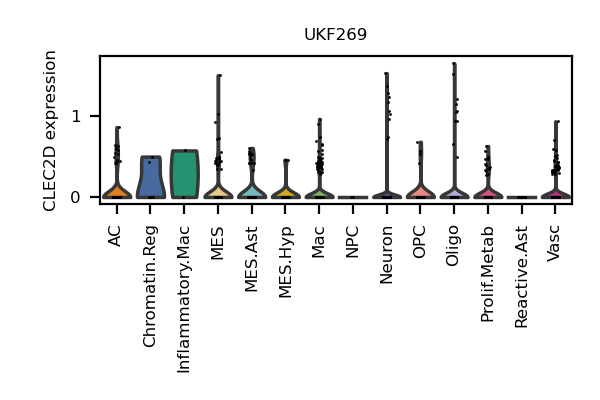 UKF269
CLEC2D expression
1
0
AC
Chromatin.Reg
Inflammatory.Mac
MES
MES.Ast
MES.Hyp
Mac
NPC
Neuron
OPC
Oligo
Prolif.Metab
Reactive.Ast
Vasc